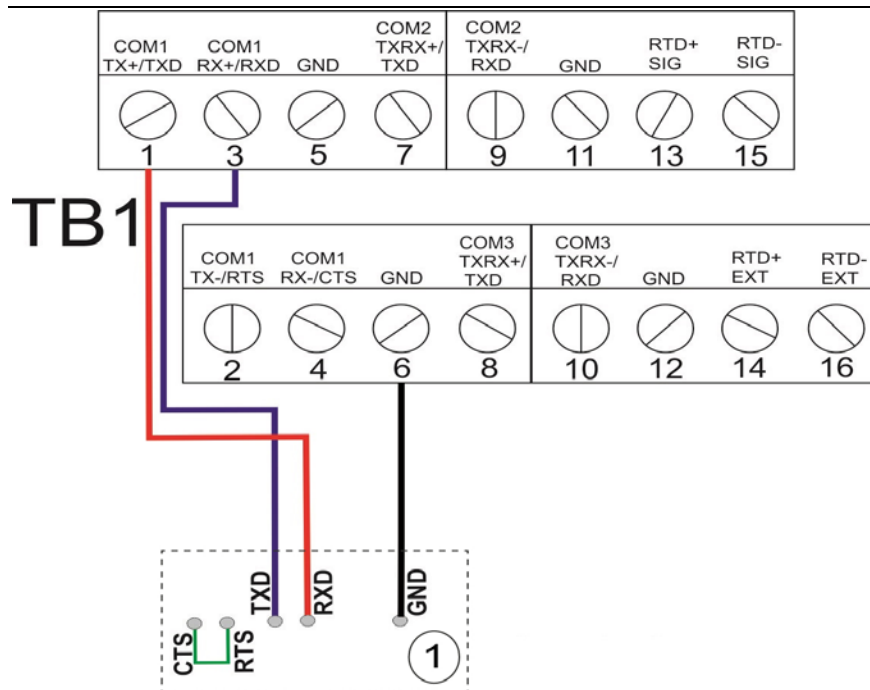 COM1 TX+/TXD
COM1 RX+/RXD
GND
COM2 TXRX+/ TXD
COM2 TXRX-/ RXD
GND
RTD+ SIG
RTD- SIG
1 3 5 7 9 11 13 15
TB1
COM1 TX-/RTS
COM1 RX-/CTS
GND
COM3 TXRX+/ TXD
COM3 TXRX-/ RXD
GND
RTD+ EXT
RTD- EXT
2 4 6 8 10 12 14 16
CTS
RTS
TXD
RXD
GND
1